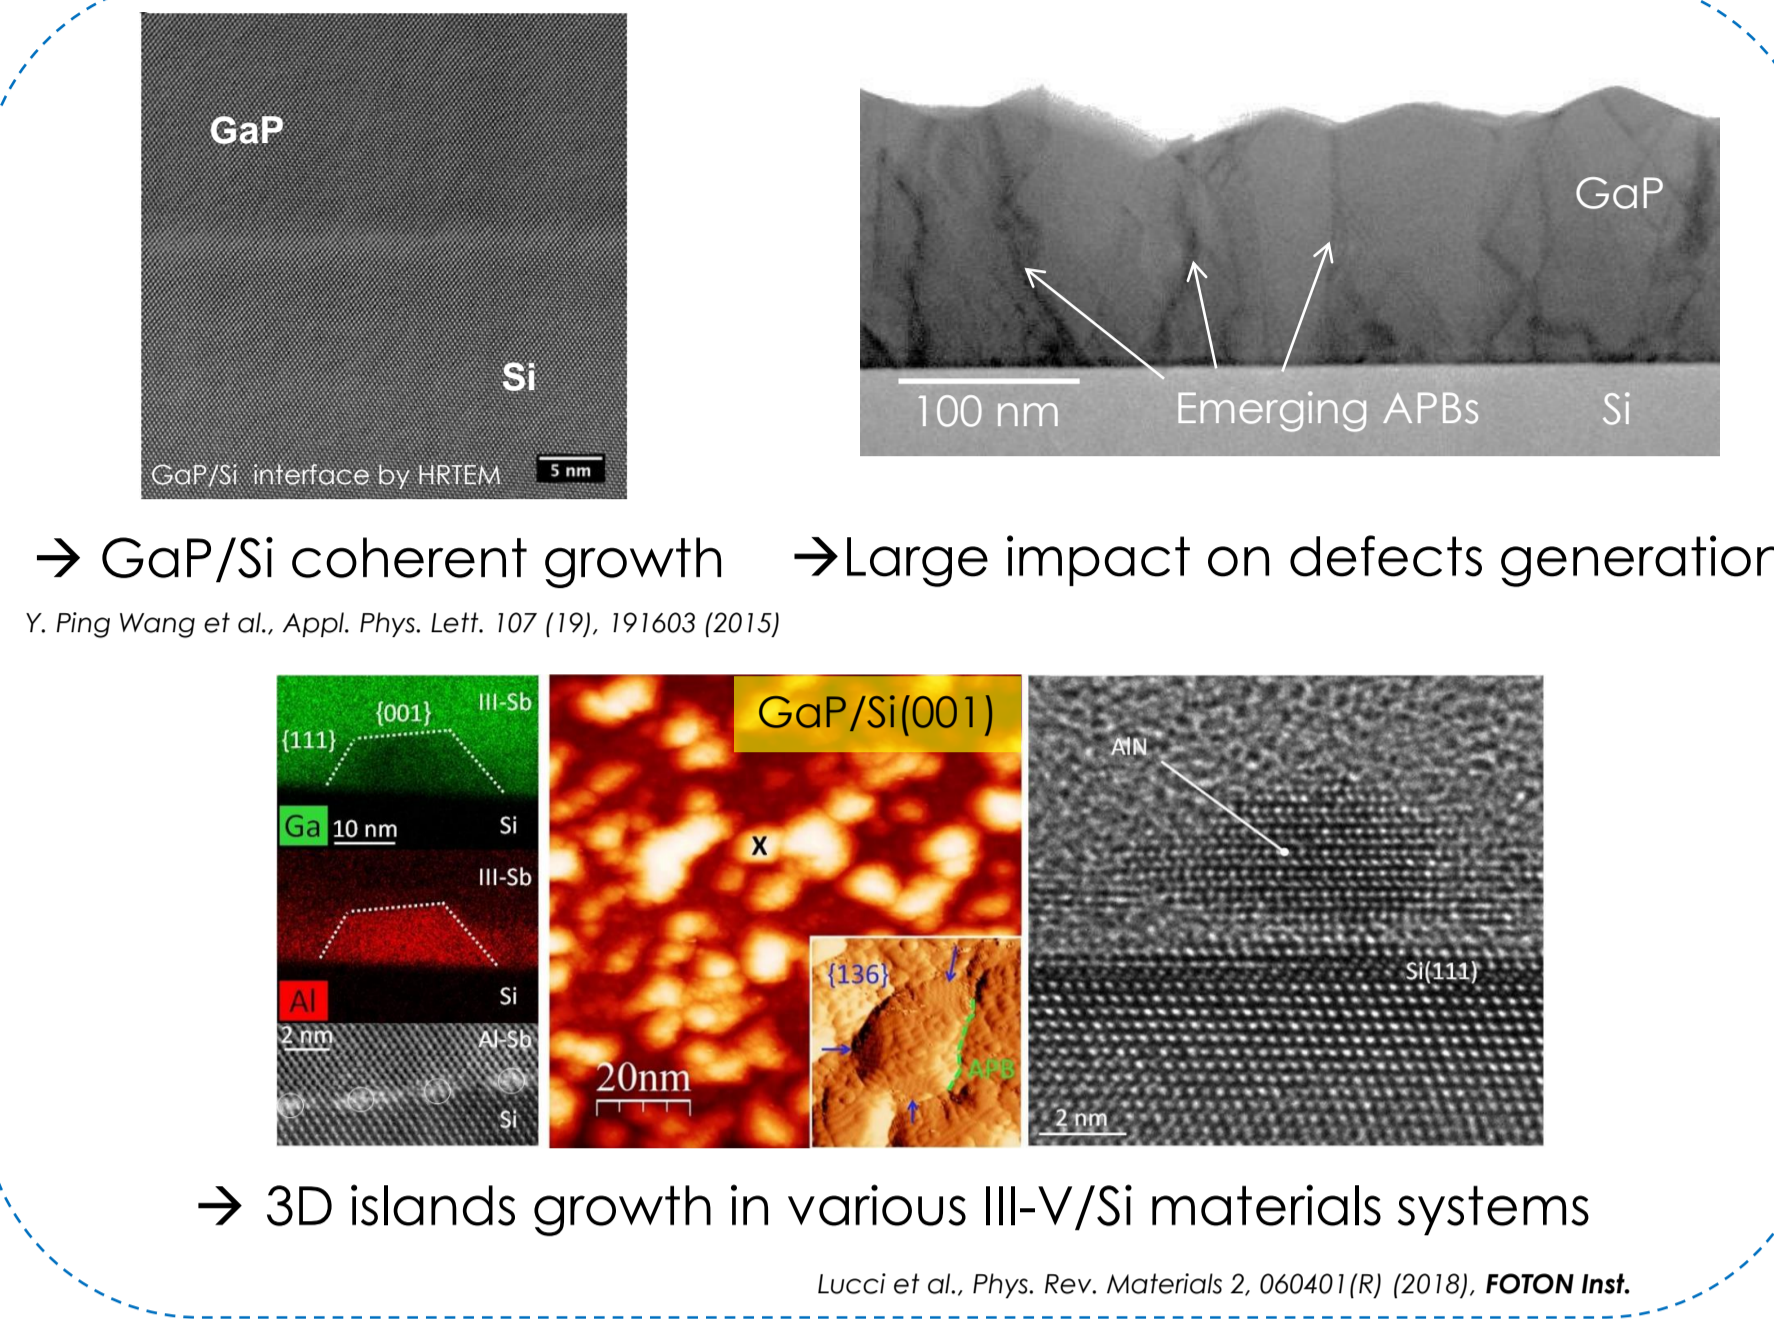 GaP
Si
GaP/Si interface by HRTEM
5 nm
GaP
100 nm
Emerging APBs
Si
→ GaP/Si coherent growth
→Large impact on defects generation
Y. Ping Wang et al., Appl. Phys. Lett. 107 (19), 191603 (2015)
III-Sb
{001}
{111}
Ga
10 nm
Si
III-Sb
Al
Si
2 nm
Al-Sb
Si
GaP/Si(001)
X
{136}
APB
20nm
AlN
Si(111)
2 nm
→ 3D islands growth in various III-V/Si materials systems
Lucci et al., Phys. Rev. Materials 2, 060401(R) (2018), FOTON Inst.